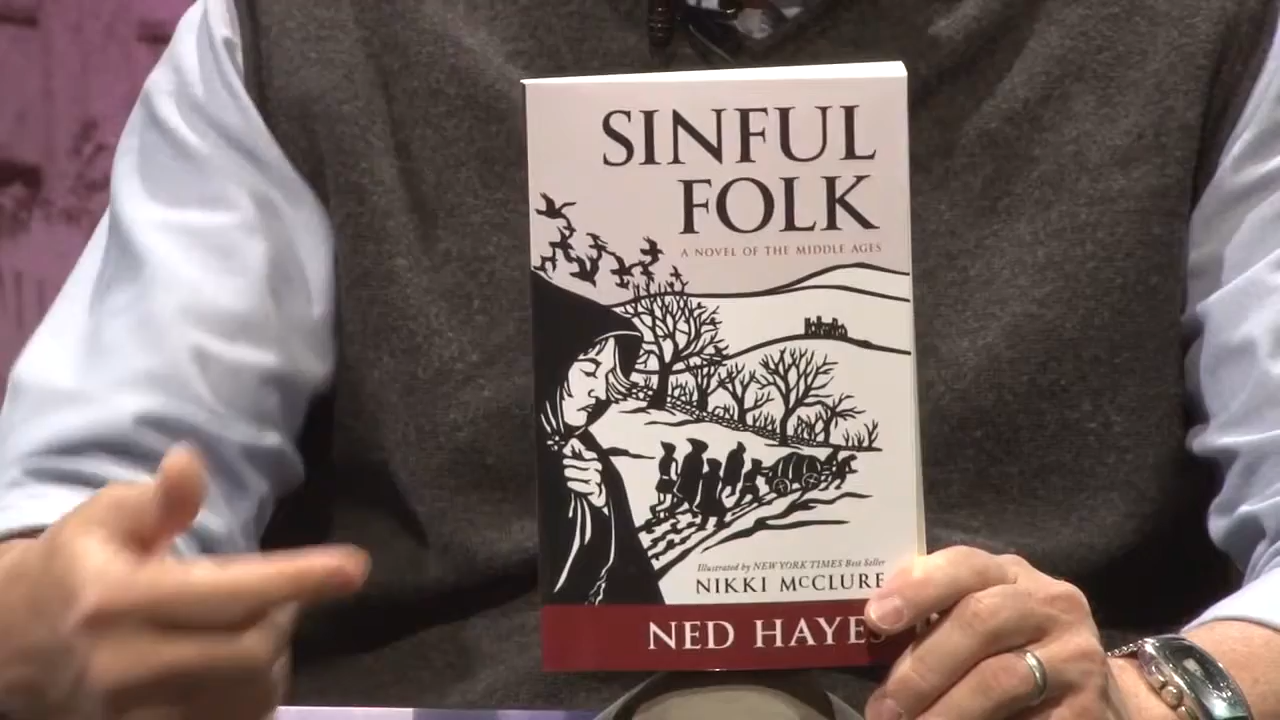 SINFUL
FOLK
A NOVEL OF THE MIDDLE AGES
Illustrated by NEW YORK TIMES Best Seller
NIKKI McCLURE
NED HAYES